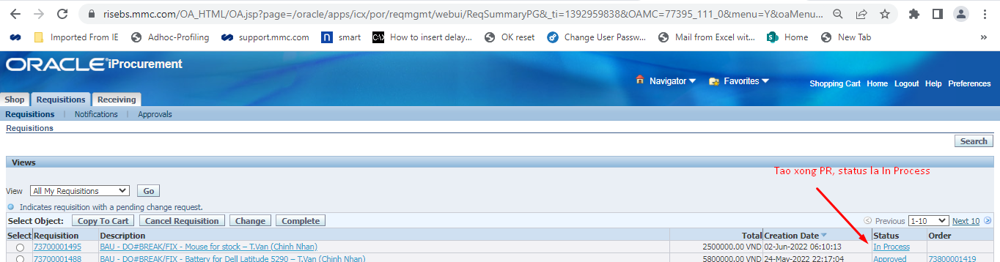 risebs.mmc.com/OA_HTML/OA.jsp?page=/oracle/apps/icx/por/reqmgmt/webui/ReqSummaryPG&_ti=1392959838&OAMC=77395_111_0&menu=Y&oaMenu...
Imported From IE Adhoc-Profiling support.mmc.com n smart C:\ How to insert delay... OK reset Change User Passw... Mail from Excel wit... S Home New Tab »
ORACLE iProcurement
Navigator Favorites Shopping Cart Home Logout Help Preferences
Shop Requisitions Receiving
Requisitions | Notifications | Approvals
Requisitions
Search
Views
Tao xong PR, status la In Process
View All My Requisitions Go
Indicates requisition with a pending change request.
Select Object: Copy To Cart Cancel Requisition Change Complete Previous 1-10 Next 10
Select Requisition Description Total Creation Date Status Order
73700001495 BAU - DO#BREAK/FIX - Mouse for stock – T.Van (Chinh Nhan) 2500000.00 VND 02-Jun-2022 06:10:13 In Process
73700001488 BAU - DO#BREAK/FIX - Battery for Dell Latitude 5290 – T.Van (Chinh Nhan) 5800000.00 VND 24-May-2022 22:17:04 Approved 73800001419